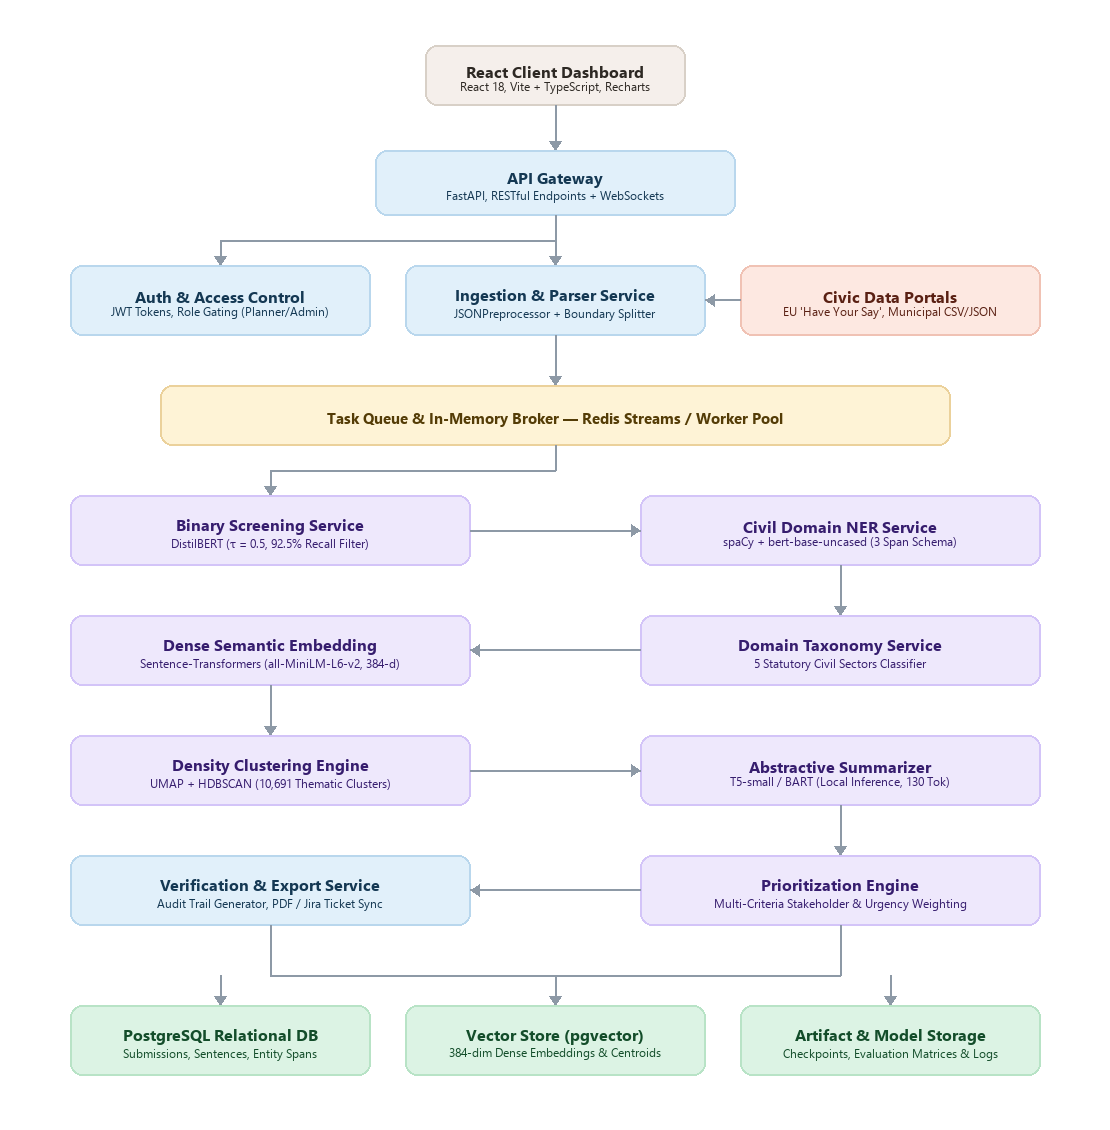 React Client Dashboard
React 18, Vite + TypeScript, Recharts
API Gateway
FastAPI, RESTful Endpoints + WebSockets
Auth & Access Control
JWT Tokens, Role Gating (Planner/Admin)
Ingestion & Parser Service
JSONPreprocessor + Boundary Splitter
Civic Data Portals
EU 'Have Your Say', Municipal CSV/JSON
Task Queue & In-Memory Broker — Redis Streams / Worker Pool
Binary Screening Service
DistilBERT (τ = 0.5, 92.5% Recall Filter)
Civil Domain NER Service
spaCy + bert-base-uncased (3 Span Schema)
Dense Semantic Embedding
Sentence-Transformers (all-MiniLM-L6-v2, 384-d)
Domain Taxonomy Service
5 Statutory Civil Sectors Classifier
Density Clustering Engine
UMAP + HDBSCAN (10,691 Thematic Clusters)
Abstractive Summarizer
T5-small / BART (Local Inference, 130 Tok)
Verification & Export Service
Audit Trail Generator, PDF / Jira Ticket Sync
Prioritization Engine
Multi-Criteria Stakeholder & Urgency Weighting
PostgreSQL Relational DB
Submissions, Sentences, Entity Spans
Vector Store (pgvector)
384-dim Dense Embeddings & Centroids
Artifact & Model Storage
Checkpoints, Evaluation Matrices & Logs